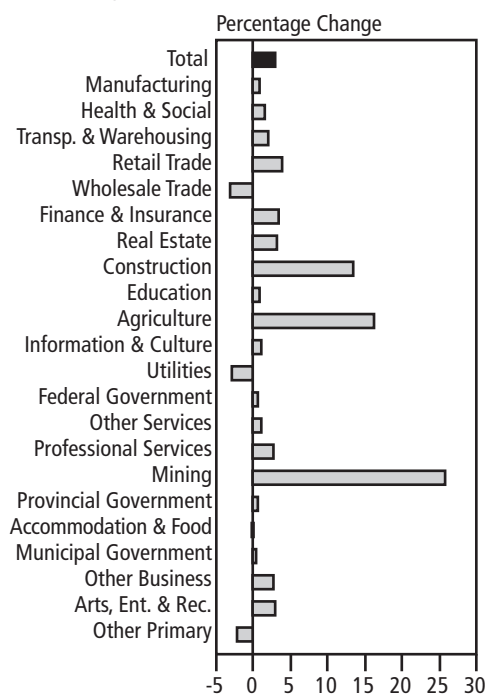 Percentage Change
Total
Manufacturing
Health & Social
Transp. & Warehousing
Retail Trade
Wholesale Trade
Finance & Insurance
Real Estate
Construction
Education
Agriculture
Information & Culture
Utilities
Federal Government
Other Services
Professional Services
Mining
Provincial Government
Accommodation & Food
Municipal Government
Other Business
Arts, Ent. & Rec.
Other Primary
-5 0 5 10 15 20 25 30